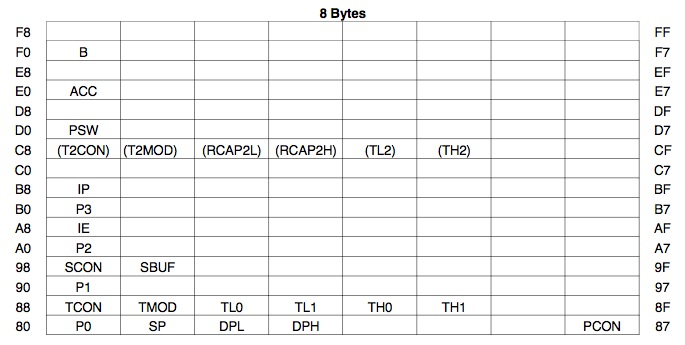 8 Bytes
F8 FF
F0 B F7
E8 EF
E0 ACC E7
D8 DF
D0 PSW D7
C8 (T2CON) (T2MOD) (RCAP2L) (RCAP2H) (TL2) (TH2) CF
C0 C7
B8 IP BF
B0 P3 B7
A8 IE AF
A0 P2 A7
98 SCON SBUF 9F
90 P1 97
88 TCON TMOD TL0 TL1 TH0 TH1 8F
80 P0 SP DPL DPH PCON 87